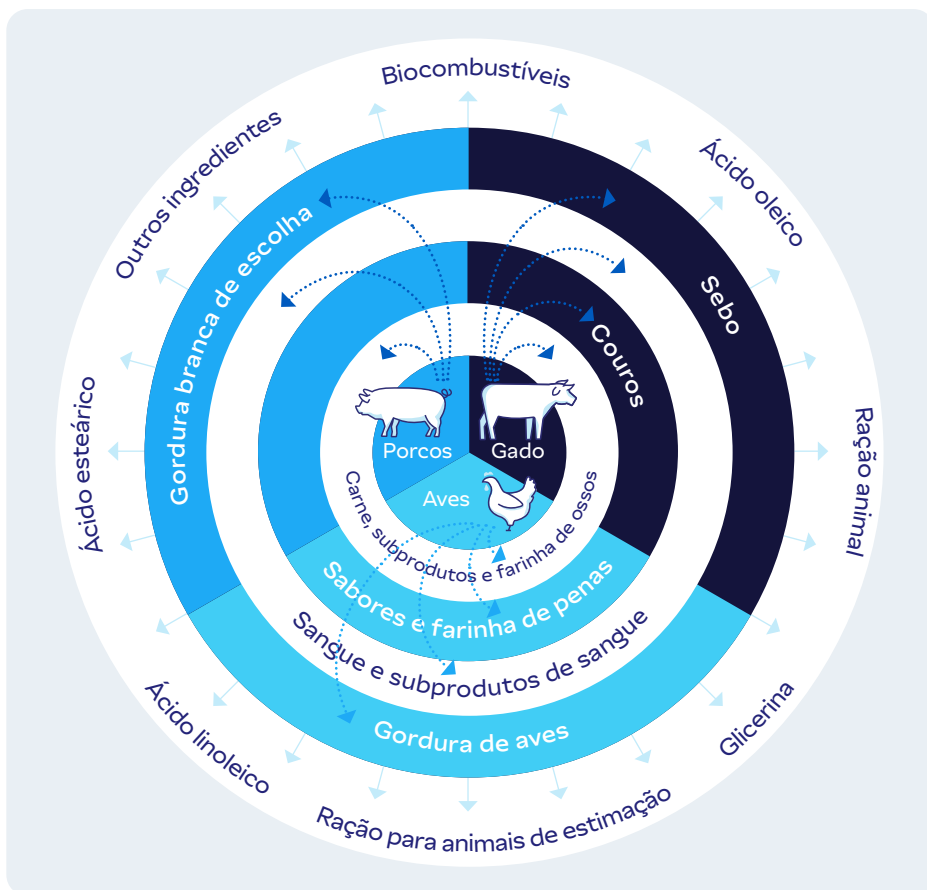 Biocombustíveis
Outros ingredientes
Ácido oleico
Gordura branca de escolha
Sebo
Couros
Porcos
Gado
Aves
Carne, subprodutos e farinha de ossos
Sabores e farinha de penas
Sangue e subprodutos de sangue
Gordura de aves
Ácido esteárico
Ração animal
Ácido linoleico
Glicerina
Ração para animais de estimação